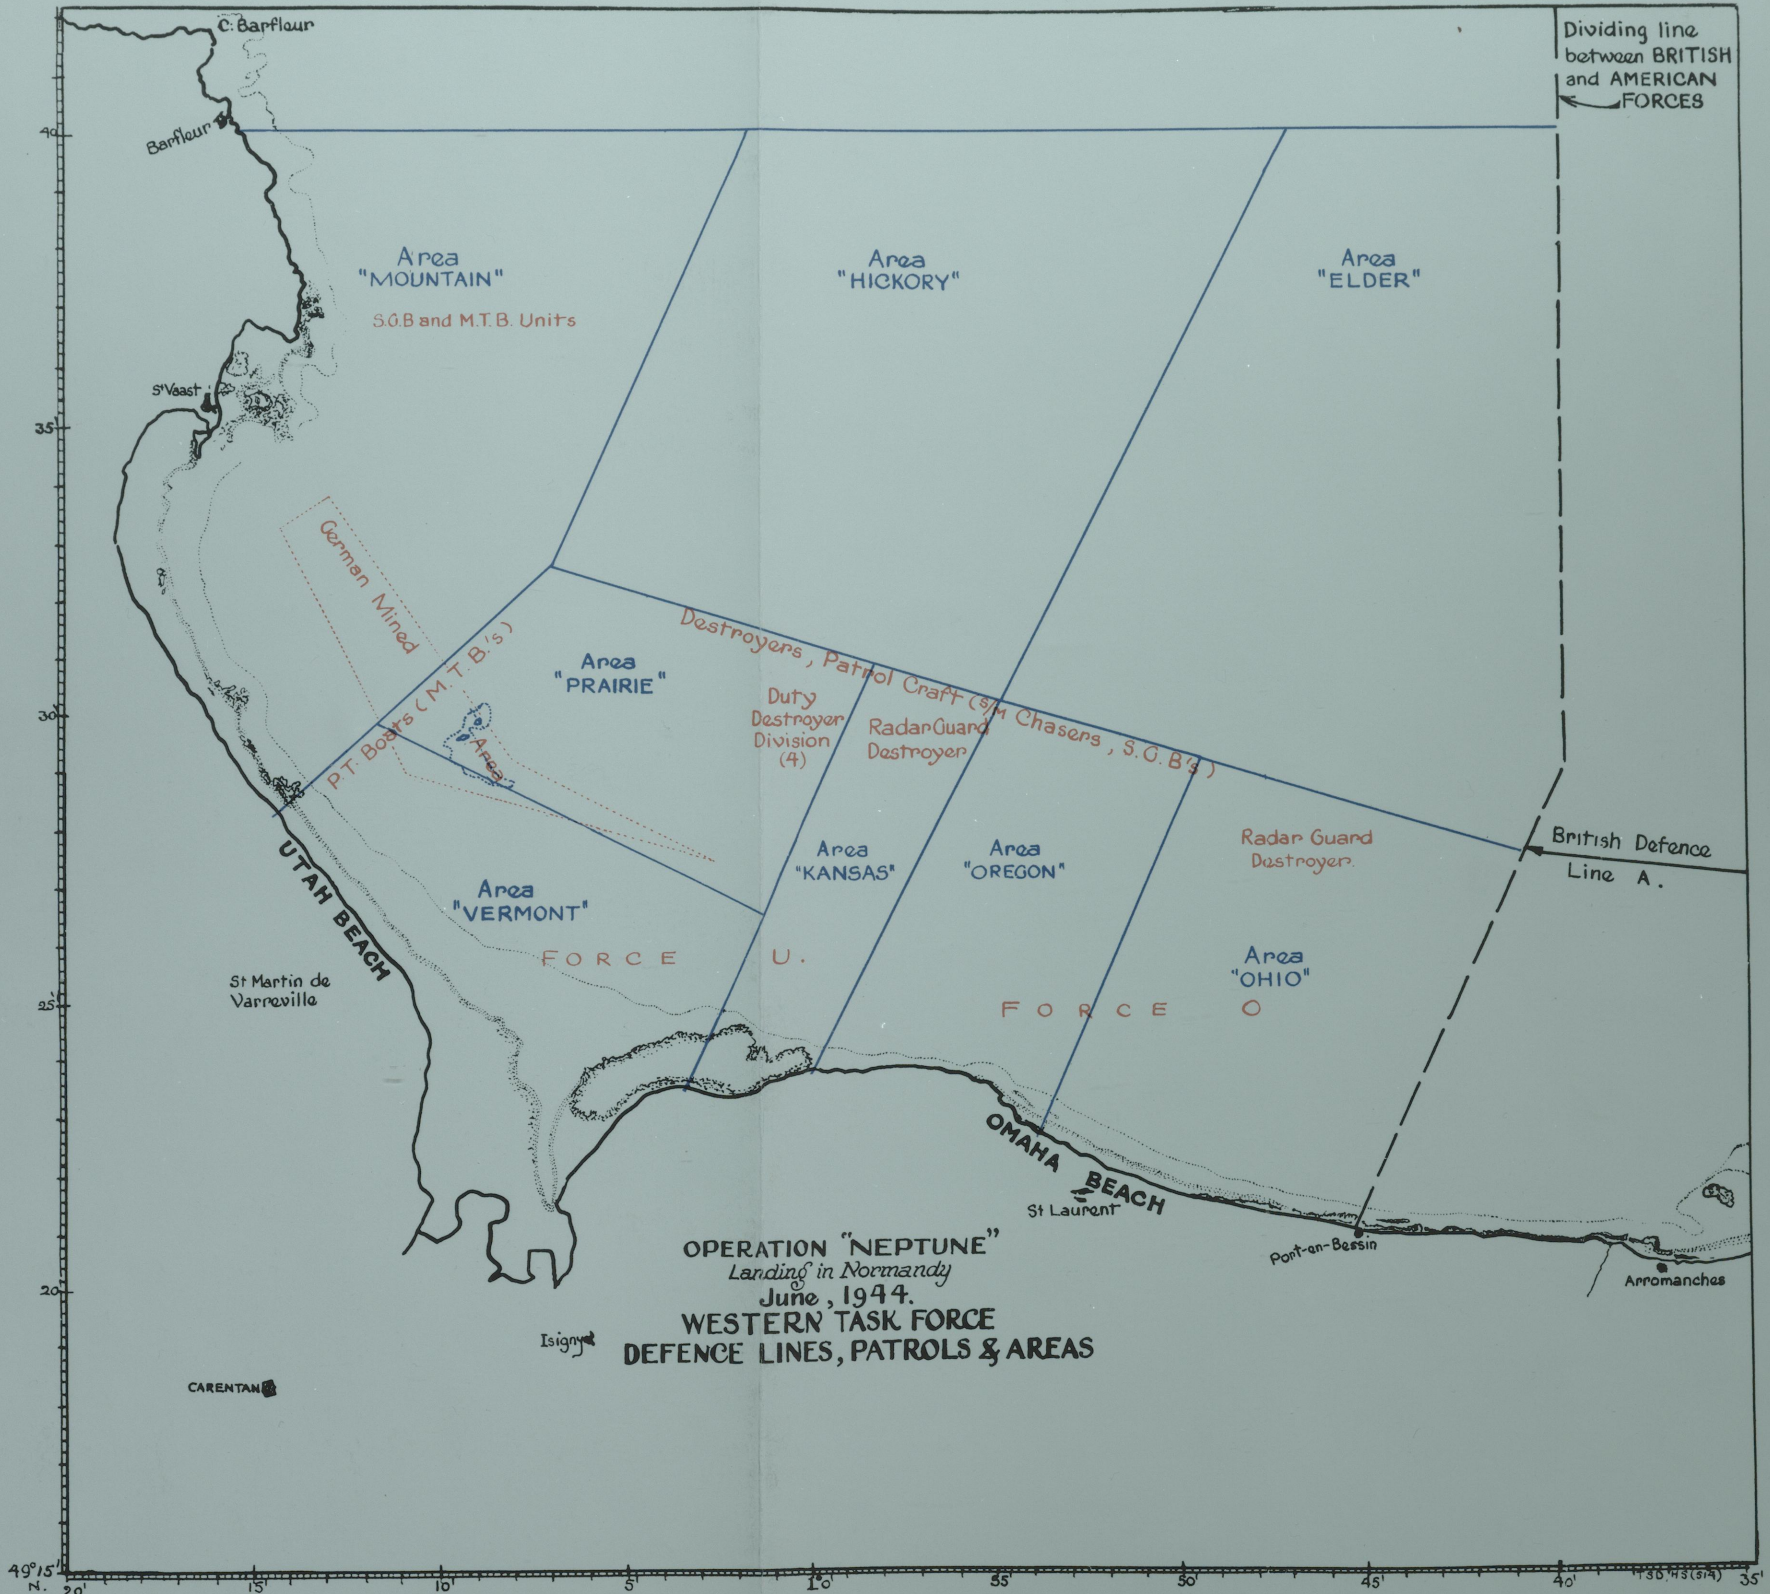 C. Barfleur
Dividing line
between BRITISH
and AMERICAN
FORCES
40'
Barfleur
Area
"MOUNTAIN"
S.G.B and M.T.B. Units
Area
"HICKORY"
Area
"ELDER"
St Vaast
35'
German Mined
Area
P.T. Boats (M.T.B.'s)
Destroyers, Patrol Craft (S/M Chasers, S.G.B's)
Area
"PRAIRIE"
Duty
Destroyer
Division
(4)
Radar Guard
Destroyer
30'
Area
"KANSAS"
Area
"OREGON"
Radar Guard
Destroyer.
British Defence
Line A.
UTAH BEACH
Area
"VERMONT"
FORCE U.
Area
"OHIO"
St Martin de
Varreville
25'
FORCE O
OMAHA BEACH
St Laurent
Port-en-Bessin
Arromanches
OPERATION "NEPTUNE"
Landing in Normandy
June, 1944.
WESTERN TASK FORCE
DEFENCE LINES, PATROLS & AREAS
20'
Isigny
CARENTAN
49°15'
N.
20' 15' 10' 5' 1° 55' 50' 45' 40' 35'